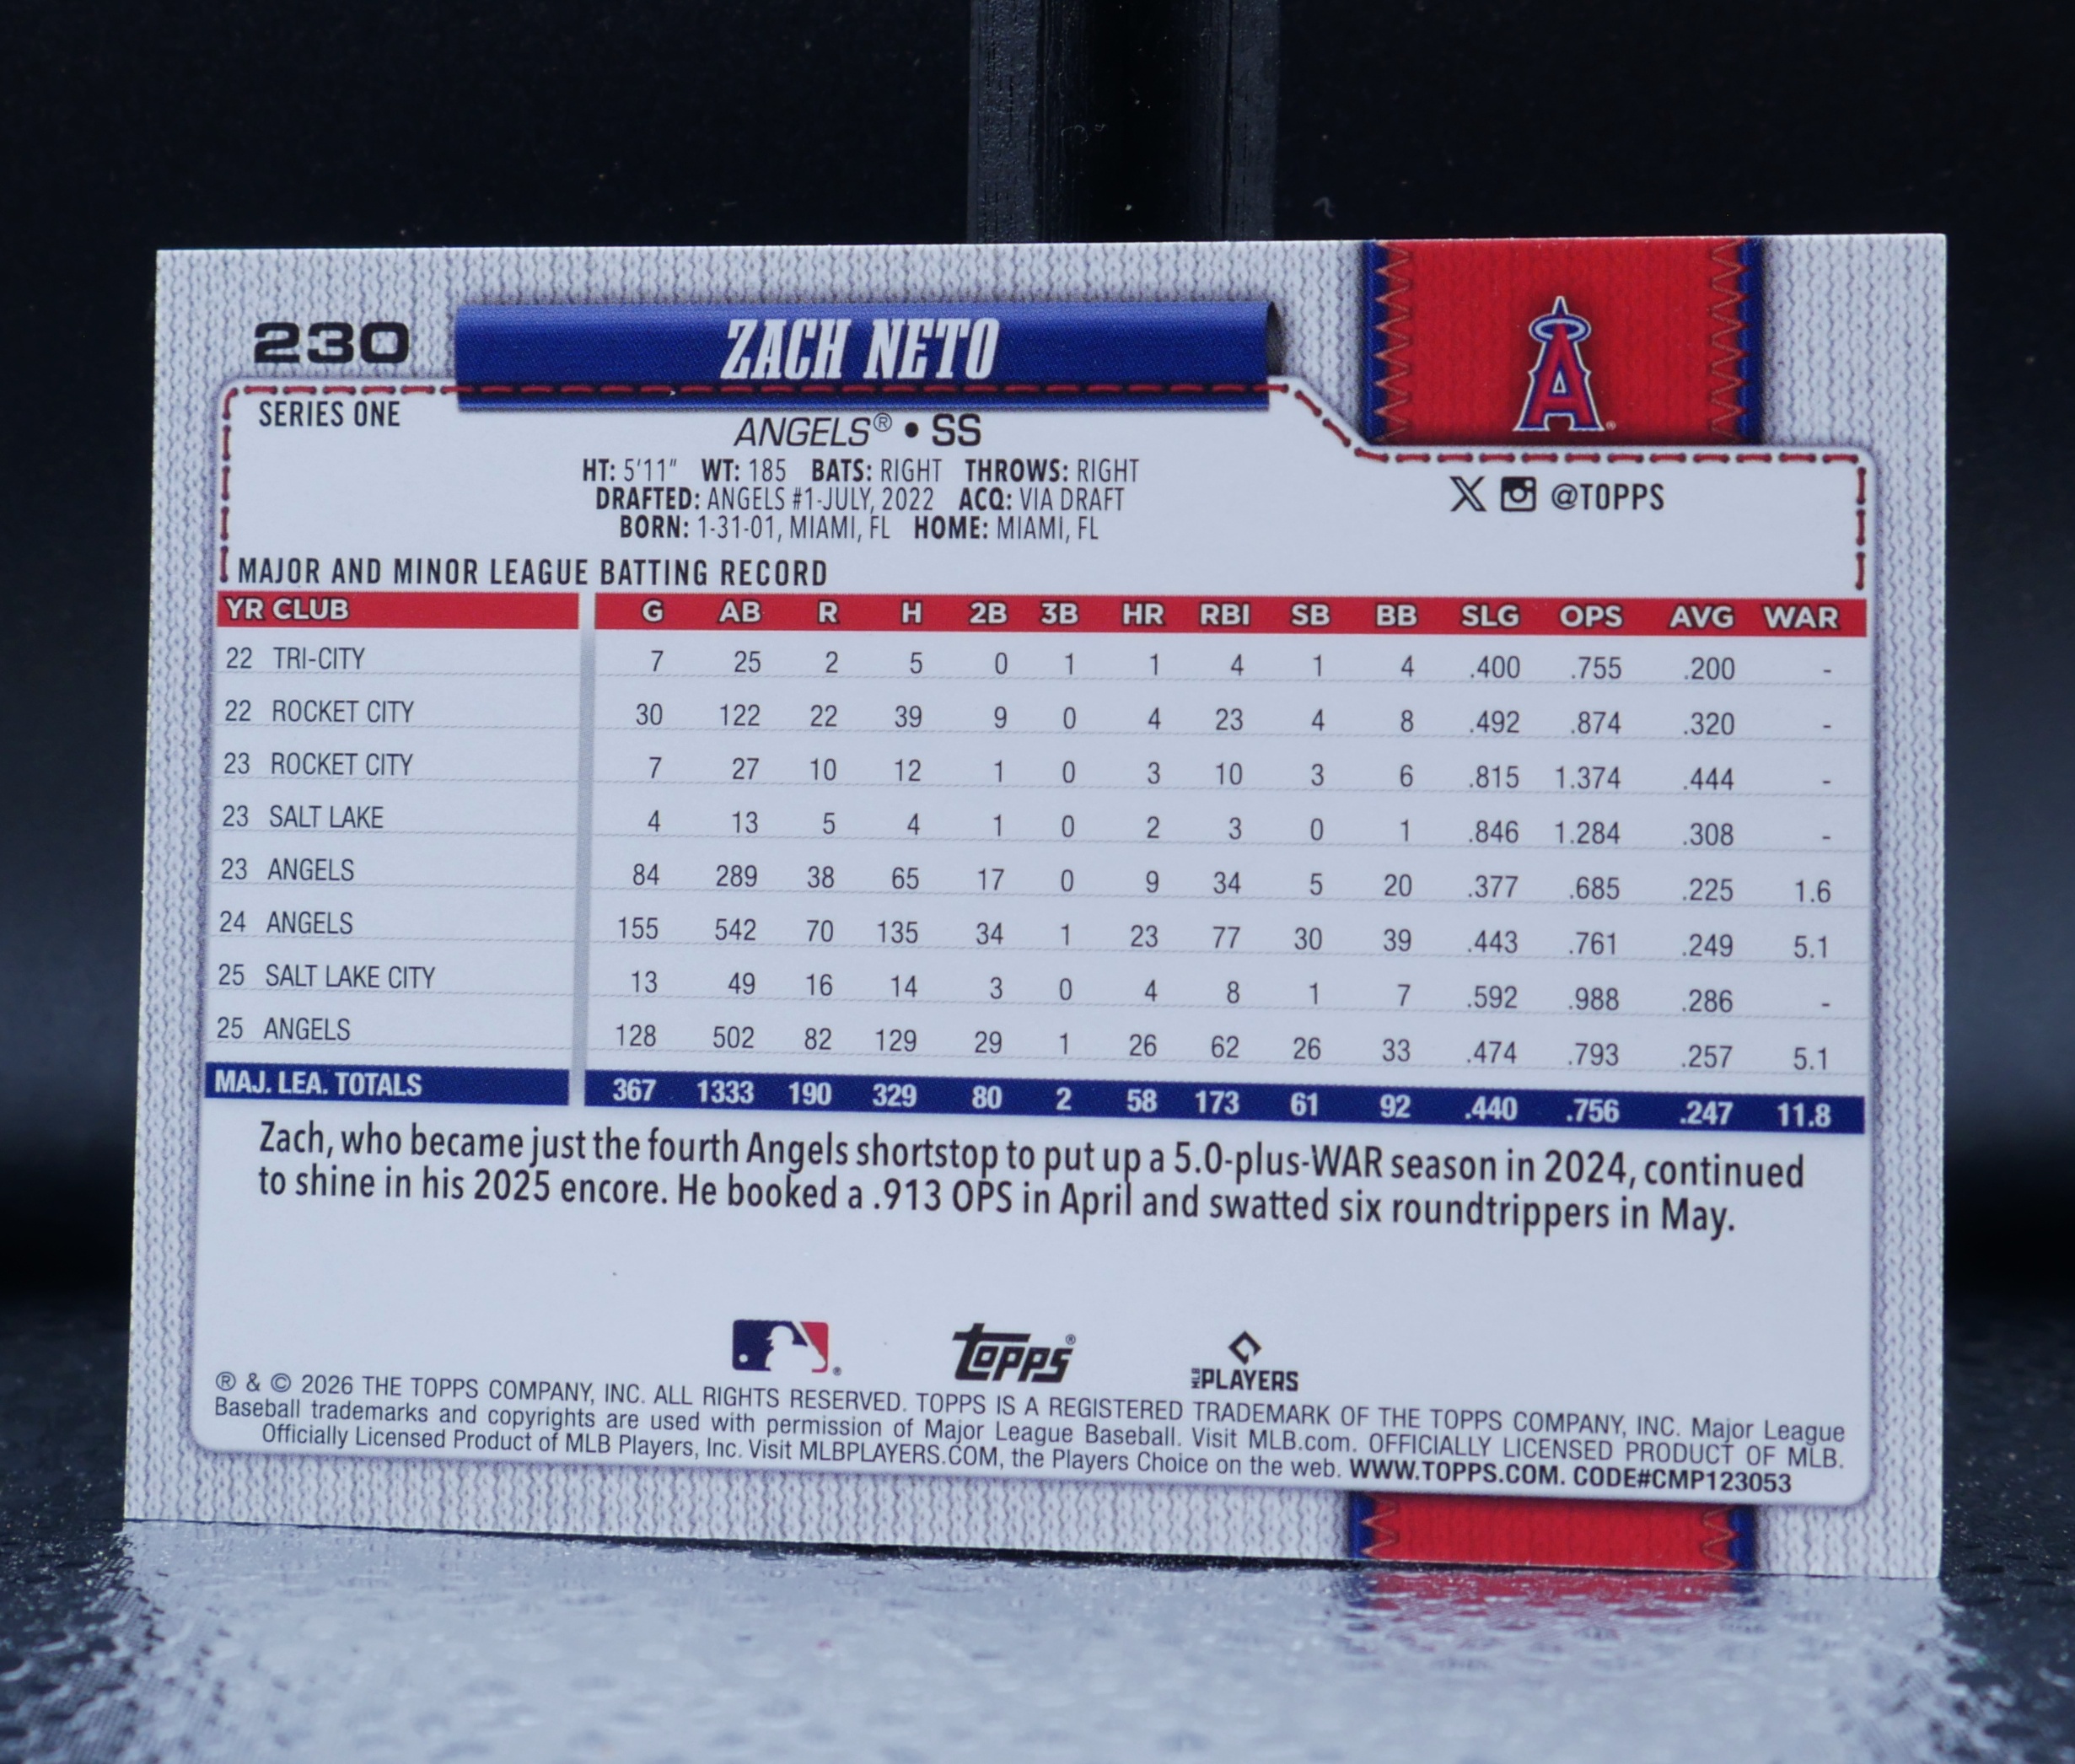 230
ZACH NETO
A
SERIES ONE
ANGELS® • SS
HT: 5'11" WT: 185 BATS: RIGHT THROWS: RIGHT
DRAFTED: ANGELS #1-JULY, 2022 ACQ: VIA DRAFT
BORN: 1-31-01, MIAMI, FL HOME: MIAMI, FL
X @TOPPS
MAJOR AND MINOR LEAGUE BATTING RECORD
YR CLUB G AB R H 2B 3B HR RBI SB BB SLG OPS AVG WAR
22 TRI-CITY 7 25 2 5 0 1 1 4 1 4 .400 .755 .200 -
22 ROCKET CITY 30 122 22 39 9 0 4 23 4 8 .492 .874 .320 -
23 ROCKET CITY 7 27 10 12 1 0 3 10 3 6 .815 1.374 .444 -
23 SALT LAKE 4 13 5 4 1 0 2 3 0 1 .846 1.284 .308 -
23 ANGELS 84 289 38 65 17 0 9 34 5 20 .377 .685 .225 1.6
24 ANGELS 155 542 70 135 34 1 23 77 30 39 .443 .761 .249 5.1
25 SALT LAKE CITY 13 49 16 14 3 0 4 8 1 7 .592 .988 .286 -
25 ANGELS 128 502 82 129 29 1 26 62 26 33 .474 .793 .257 5.1
MAJ. LEA. TOTALS 367 1333 190 329 80 2 58 173 61 92 .440 .756 .247 11.8
Zach, who became just the fourth Angels shortstop to put up a 5.0-plus-WAR season in 2024, continued
to shine in his 2025 encore. He booked a .913 OPS in April and swatted six roundtrippers in May.
Topps®
MLB PLAYERS
® & © 2026 THE TOPPS COMPANY, INC. ALL RIGHTS RESERVED. TOPPS IS A REGISTERED TRADEMARK OF THE TOPPS COMPANY, INC. Major League
Baseball trademarks and copyrights are used with permission of Major League Baseball. Visit MLB.com. OFFICIALLY LICENSED PRODUCT OF MLB.
Officially Licensed Product of MLB Players, Inc. Visit MLBPLAYERS.COM, the Players Choice on the web. WWW.TOPPS.COM. CODE#CMP123053